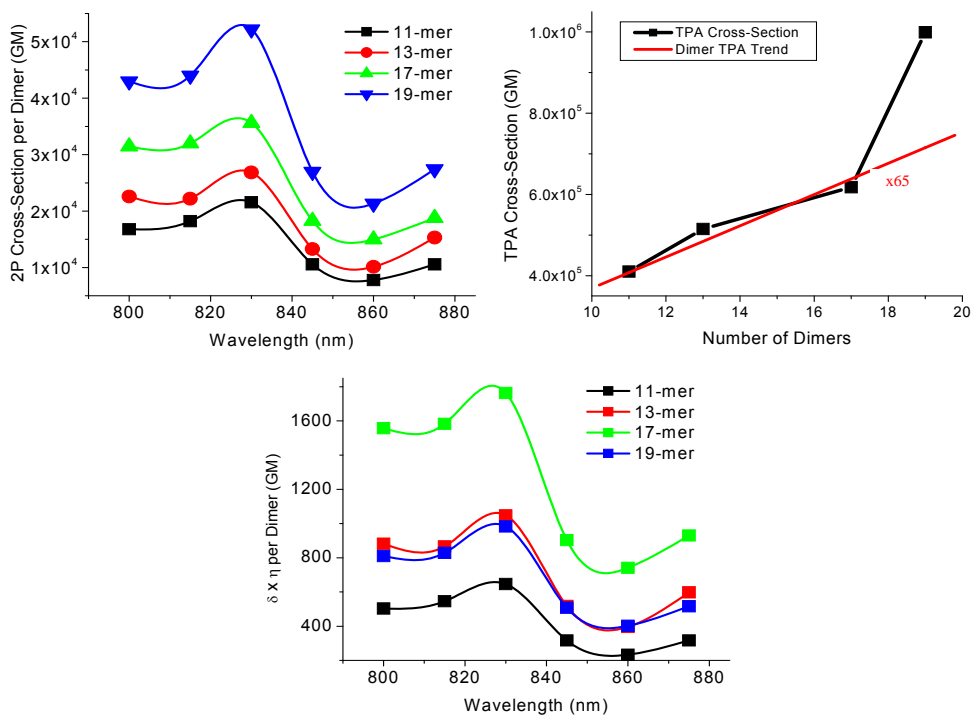 5x10⁴
4x10⁴
3x10⁴
2x10⁴
1x10⁴
2P Cross-Section per Dimer (GM)
11-mer
13-mer
17-mer
19-mer
800 820 840 860 880
Wavelength (nm)
1.0x10⁶
8.0x10⁵
6.0x10⁵
4.0x10⁵
TPA Cross-Section (GM)
TPA Cross-Section
Dimer TPA Trend
x65
10 12 14 16 18 20
Number of Dimers
1600
1200
800
400
δ x η per Dimer (GM)
11-mer
13-mer
17-mer
19-mer
800 820 840 860 880
Wavelength (nm)